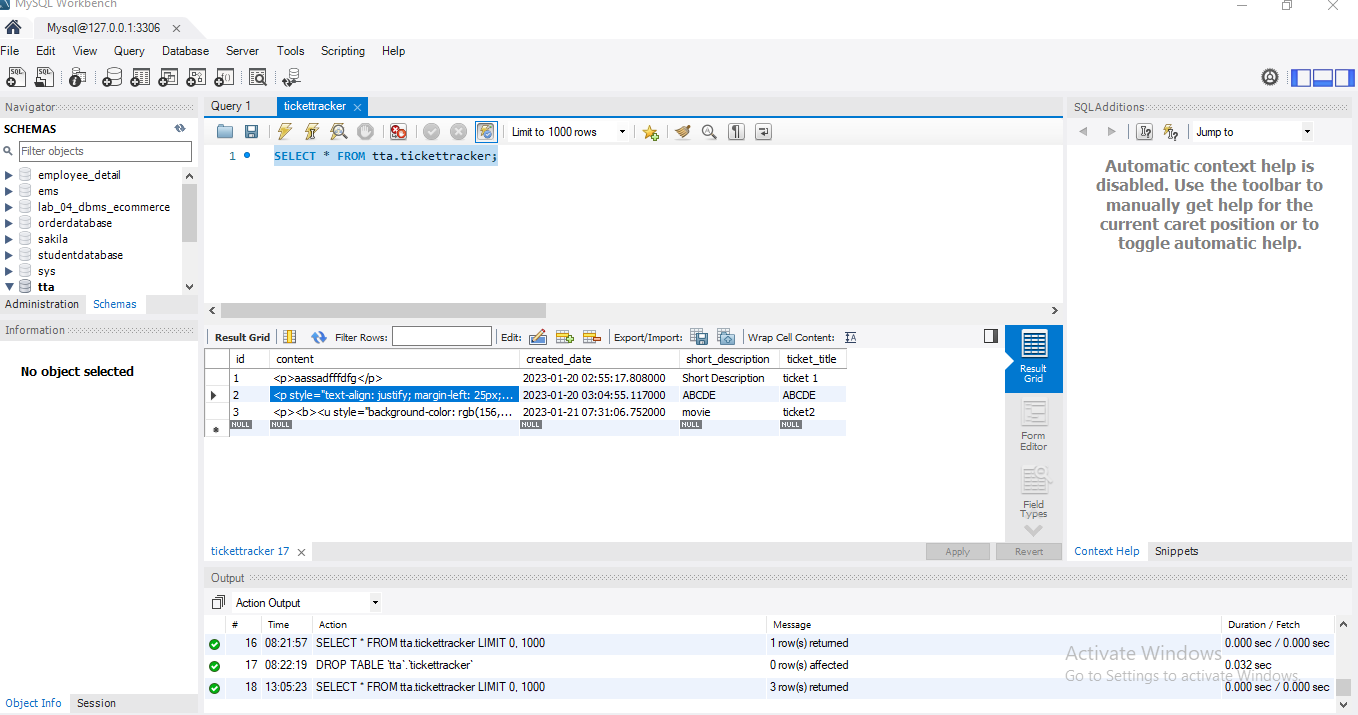 MySQL Workbench
Mysql@127.0.0.1:3306
File Edit View Query Database Server Tools Scripting Help
Navigator
SCHEMAS
Filter objects
employee_detail
ems
lab_04_dbms_ecommerce
orderdatabase
sakila
studentdatabase
sys
tta
Administration Schemas
Information
No object selected
Object Info Session
Query 1 tickettracker
Limit to 1000 rows
1 SELECT * FROM tta.tickettracker;
Result Grid Filter Rows: Edit: Export/Import: Wrap Cell Content:
id content created_date short_description ticket_title
1 <p>aassadfffdfg</p> 2023-01-20 02:55:17.808000 Short Description ticket 1
2 <p style="text-align: justify; margin-left: 25px;... 2023-01-20 03:04:55.117000 ABCDE ABCDE
3 <p><b><u style="background-color: rgb(156,... 2023-01-21 07:31:06.752000 movie ticket2
NULL NULL NULL NULL NULL
Result
Grid
Form
Editor
Field
Types
tickettracker 17 Apply Revert
SQLAdditions
Jump to
Automatic context help is
disabled. Use the toolbar to
manually get help for the
current caret position or to
toggle automatic help.
Context Help Snippets
Output
Action Output
# Time Action Message Duration / Fetch
16 08:21:57 SELECT * FROM tta.tickettracker LIMIT 0, 1000 1 row(s) returned 0.000 sec / 0.000 sec
17 08:22:19 DROP TABLE `tta`.`tickettracker` 0 row(s) affected 0.032 sec
18 13:05:23 SELECT * FROM tta.tickettracker LIMIT 0, 1000 3 row(s) returned 0.000 sec / 0.000 sec
Activate Windows
Go to Settings to activate Windows.